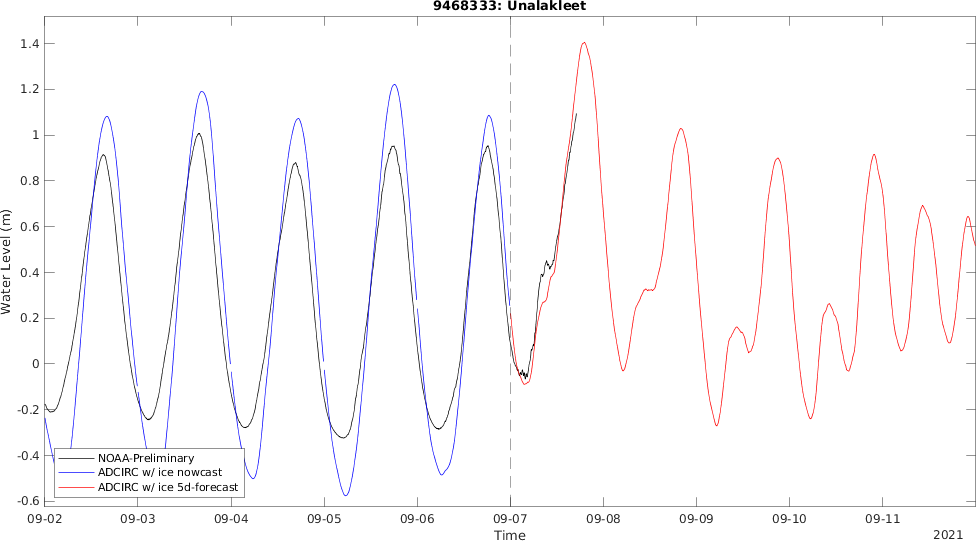 9468333: Unalakleet
Water Level (m)
1.4
1.2
1
0.8
0.6
0.4
0.2
0
-0.2
-0.4
-0.6
NOAA-Preliminary
ADCIRC w/ ice nowcast
ADCIRC w/ ice 5d-forecast
09-02 09-03 09-04 09-05 09-06 09-07 09-08 09-09 09-10 09-11
Time
2021